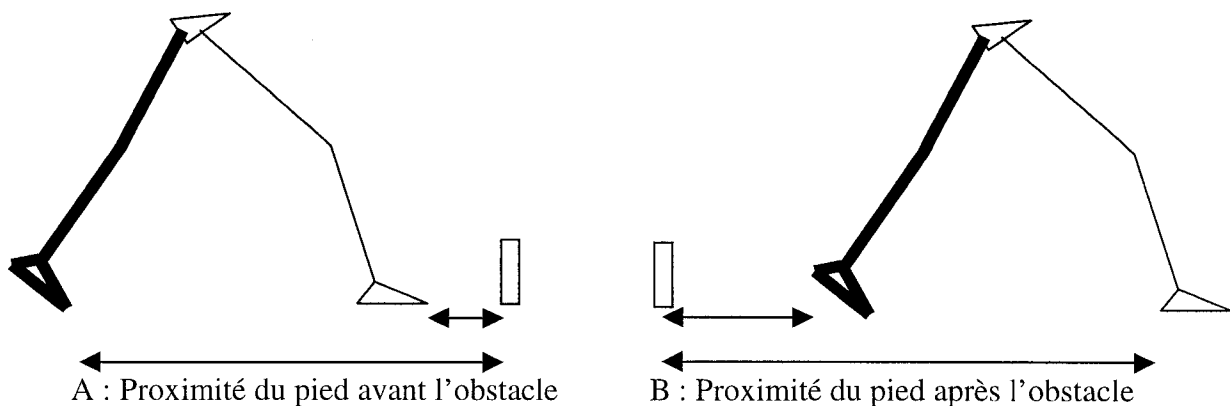 A : Proximité du pied avant l'obstacle
B : Proximité du pied après l'obstacle